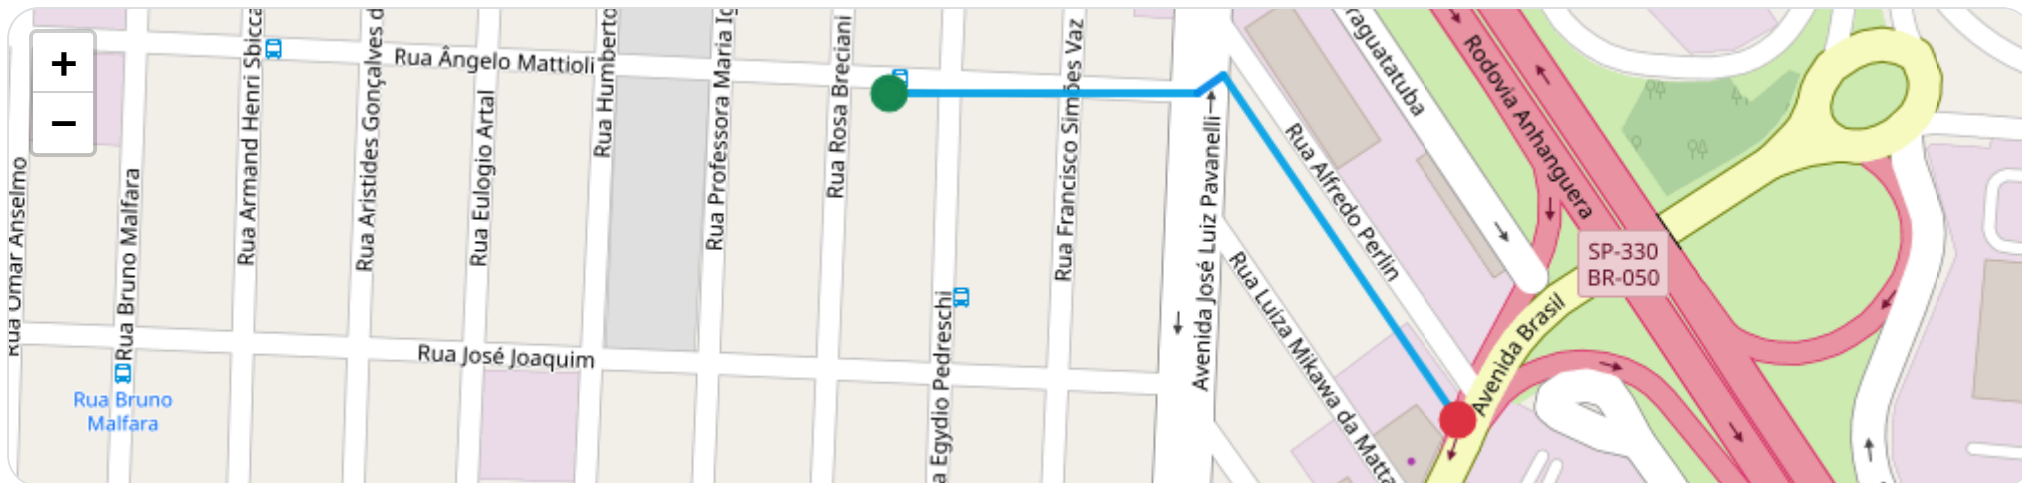 +
−
Rua Ângelo Mattioli
Rua Omar Anselmo
Rua Bruno Malfara
Rua Armand Henri Sbicca
Rua Aristides Gonçalves d
Rua Eulogio Artal
Rua Humberto
Rua Professora Maria Ig
Rua Rosa Breciani
a Egydio Pedreschi
Rua Francisco Simões Vaz
Avenida José Luiz Pavanelli
Rua Luiza Mikawa da Matta
Rua Alfredo Perlin
raguatatuba
Rodovia Anhanguera
SP-330
BR-050
Avenida Brasil
Rua José Joaquim
Rua Bruno
Malfara